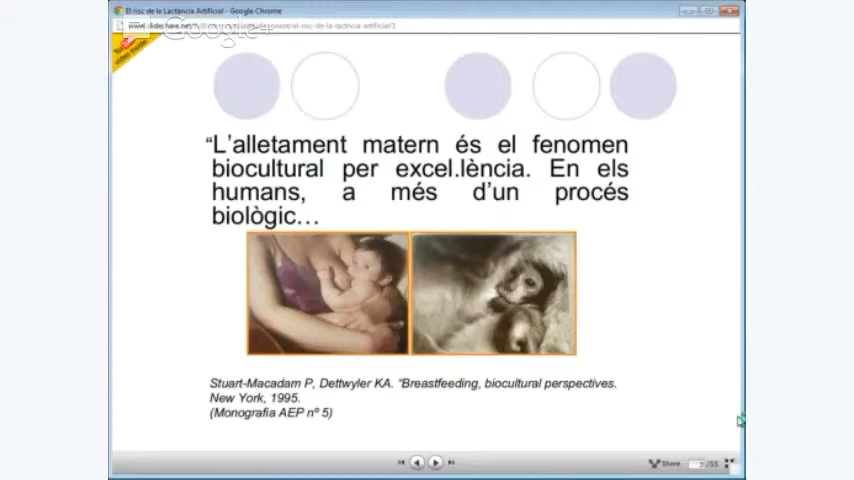 El risc de la Lactància Artificial - Google Chrome
Google+
“L’alletament matern és el fenomen
biocultural per excel.lència. En els
humans, a més d’un procés
biològic…
Stuart-Macadam P, Dettwyler KA. “Breastfeeding, biocultural perspectives.
New York, 1995.
(Monografia AEP nº 5)
Share /55